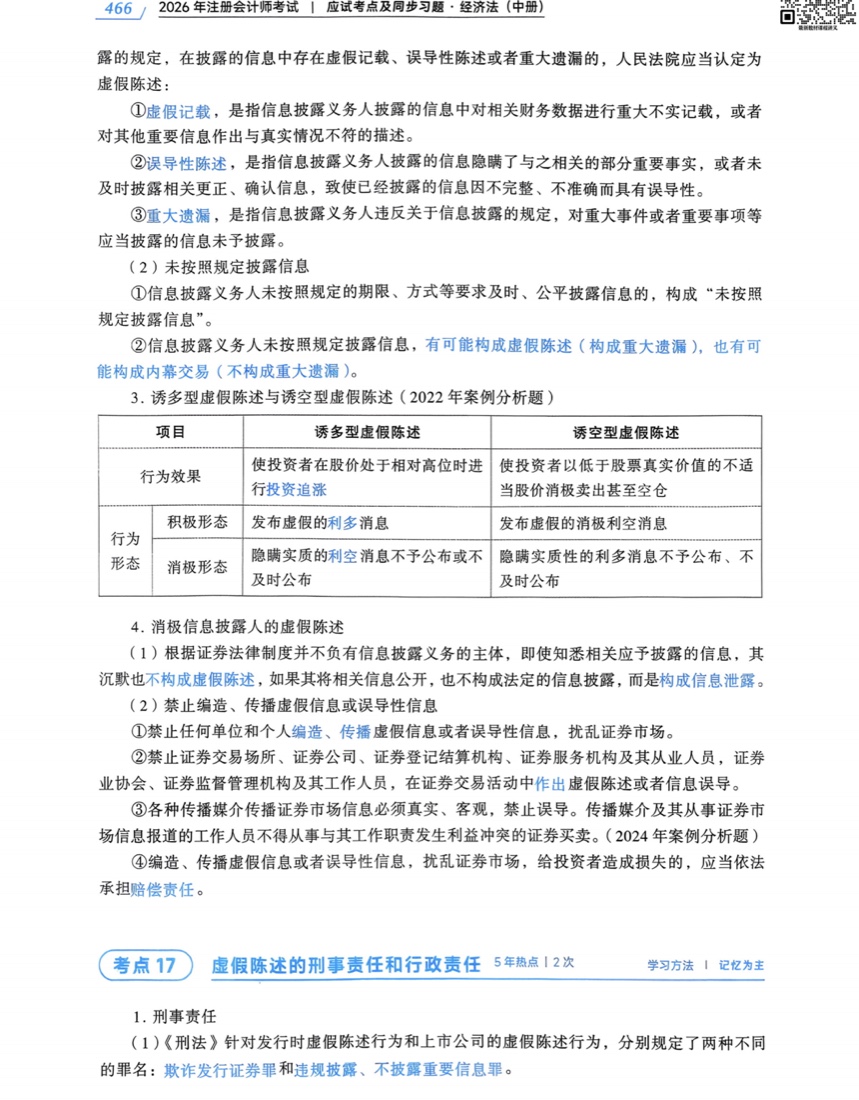 466 2026年注册会计师考试 | 应试考点及同步习题·经济法(中册)
露的规定，在披露的信息中存在虚假记载、误导性陈述或者重大遗漏的，人民法院应当认定为
虚假陈述：
①虚假记载，是指信息披露义务人披露的信息中对相关财务数据进行重大不实记载，或者
对其他重要信息作出与真实情况不符的描述。
②误导性陈述，是指信息披露义务人披露的信息隐瞒了与之相关的部分重要事实，或者未
及时披露相关更正、确认信息，致使已经披露的信息因不完整、不准确而具有误导性。
③重大遗漏，是指信息披露义务人违反关于信息披露的规定，对重大事件或者重要事项等
应当披露的信息未予披露。
（2）未按照规定披露信息
①信息披露义务人未按照规定的期限、方式等要求及时、公平披露信息的，构成“未按照
规定披露信息”。
②信息披露义务人未按照规定披露信息，有可能构成虚假陈述（构成重大遗漏），也有可
能构成内幕交易（不构成重大遗漏）。
3. 诱多型虚假陈述与诱空型虚假陈述（2022年案例分析题）
项目 诱多型虚假陈述 诱空型虚假陈述
行为效果 使投资者在股价处于相对高位时进行投资追涨 使投资者以低于股票真实价值的不适当股价消极卖出甚至空仓
行为形态 积极形态 发布虚假的利多消息 发布虚假的消极利空消息
消极形态 隐瞒实质的利空消息不予公布或不及时公布 隐瞒实质性的利多消息不予公布、不及时公布
4. 消极信息披露人的虚假陈述
（1）根据证券法律制度并不负有信息披露义务的主体，即使知悉相关应予披露的信息，其
沉默也不构成虚假陈述，如果其将相关信息公开，也不构成法定的信息披露，而是构成信息泄露。
（2）禁止编造、传播虚假信息或误导性信息
①禁止任何单位和个人编造、传播虚假信息或者误导性信息，扰乱证券市场。
②禁止证券交易场所、证券公司、证券登记结算机构、证券服务机构及其从业人员，证券
业协会、证券监督管理机构及其工作人员，在证券交易活动中作出虚假陈述或者信息误导。
③各种传播媒介传播证券市场信息必须真实、客观，禁止误导。传播媒介及其从事证券市
场信息报道的工作人员不得从事与其工作职责发生利益冲突的证券买卖。（2024年案例分析题）
④编造、传播虚假信息或者误导性信息，扰乱证券市场，给投资者造成损失的，应当依法
承担赔偿责任。
考点 17 虚假陈述的刑事责任和行政责任 5年热点 | 2次 学习方法 | 记忆为主
1. 刑事责任
（1）《刑法》针对发行时虚假陈述行为和上市公司的虚假陈述行为，分别规定了两种不同
的罪名：欺诈发行证券罪和违规披露、不披露重要信息罪。